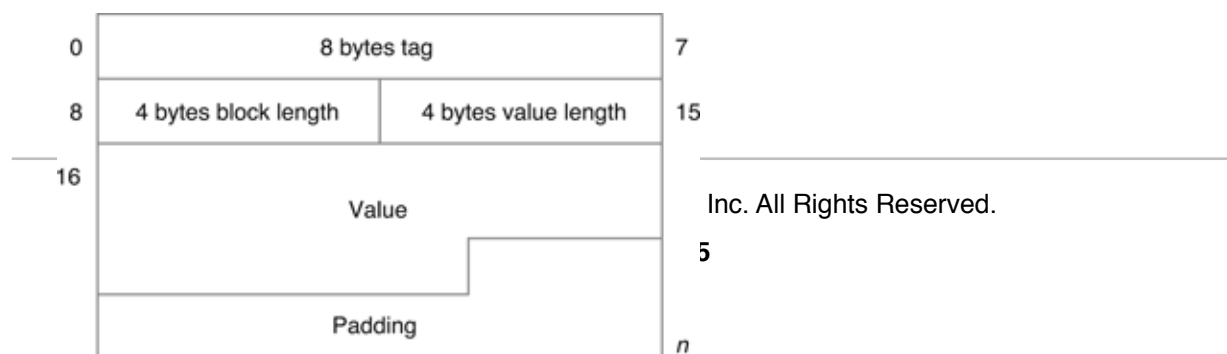 0 8 bytes tag 7
8 4 bytes block length 4 bytes value length 15
16
Value
Inc. All Rights Reserved.
5
Padding
n